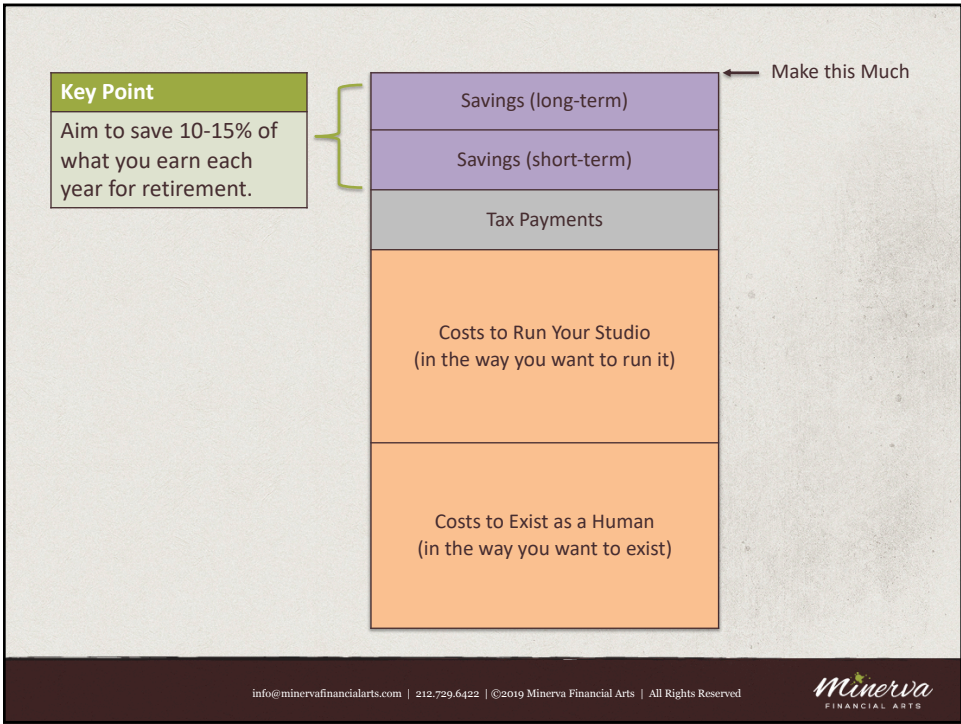 Make this Much
Key Point
Aim to save 10-15% of
what you earn each
year for retirement.
Savings (long-term)
Savings (short-term)
Tax Payments
Costs to Run Your Studio
(in the way you want to run it)
Costs to Exist as a Human
(in the way you want to exist)
info@minervafinancialarts.com | 212.729.6422 | ©2019 Minerva Financial Arts | All Rights Reserved
Minerva
FINANCIAL ARTS